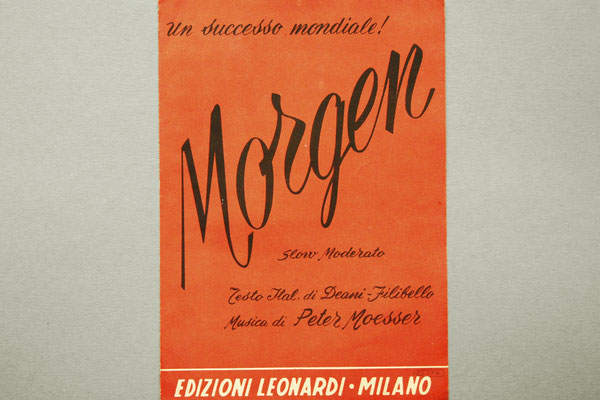 Un successo mondiale!
Morgen
Slow Moderato
Testo Ital. di Deani-Filibello
Musica di Peter Moesser
EDIZIONI LEONARDI · MILANO